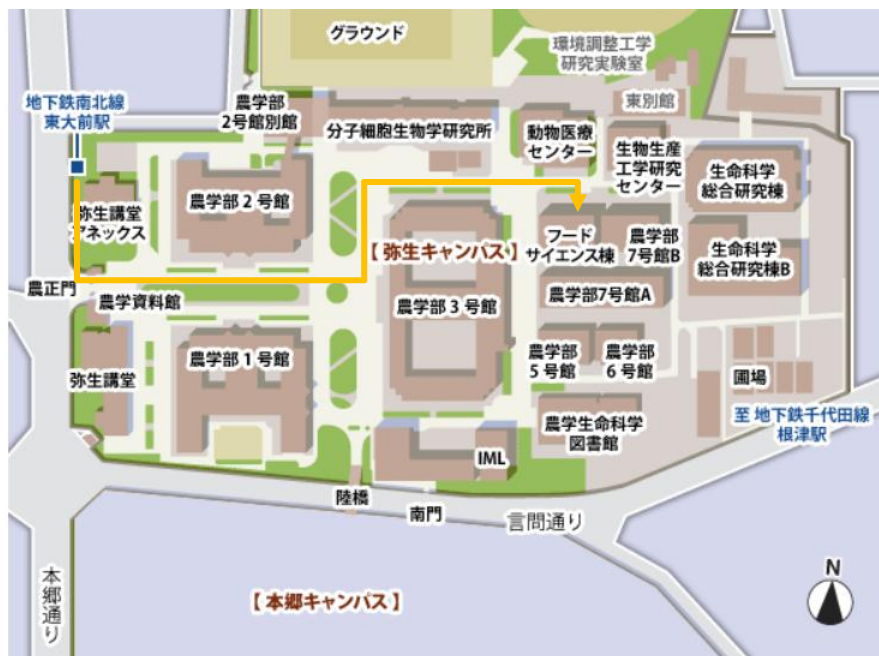 グラウンド
環境調整工学
研究実験室
地下鉄南北線
東大前駅
農学部
2号館別館
分子細胞生物学研究所
動物医療
センター
東別館
生物生産
工学研究
センター
生命科学
総合研究棟
弥生講堂
アネックス
農学部 2 号館
【 弥生キャンパス 】
フード
サイエンス棟
農学部
7号館B
生命科学
総合研究棟B
農正門
農学資料館
農学部 3 号館
農学部7号館A
弥生講堂
農学部 1 号館
農学部
5 号館
農学部
6 号館
圃場
農学生命科学
図書館
至 地下鉄千代田線
根津駅
IML
陸橋
南門
言問通り
本郷通り
【 本郷キャンパス 】
N